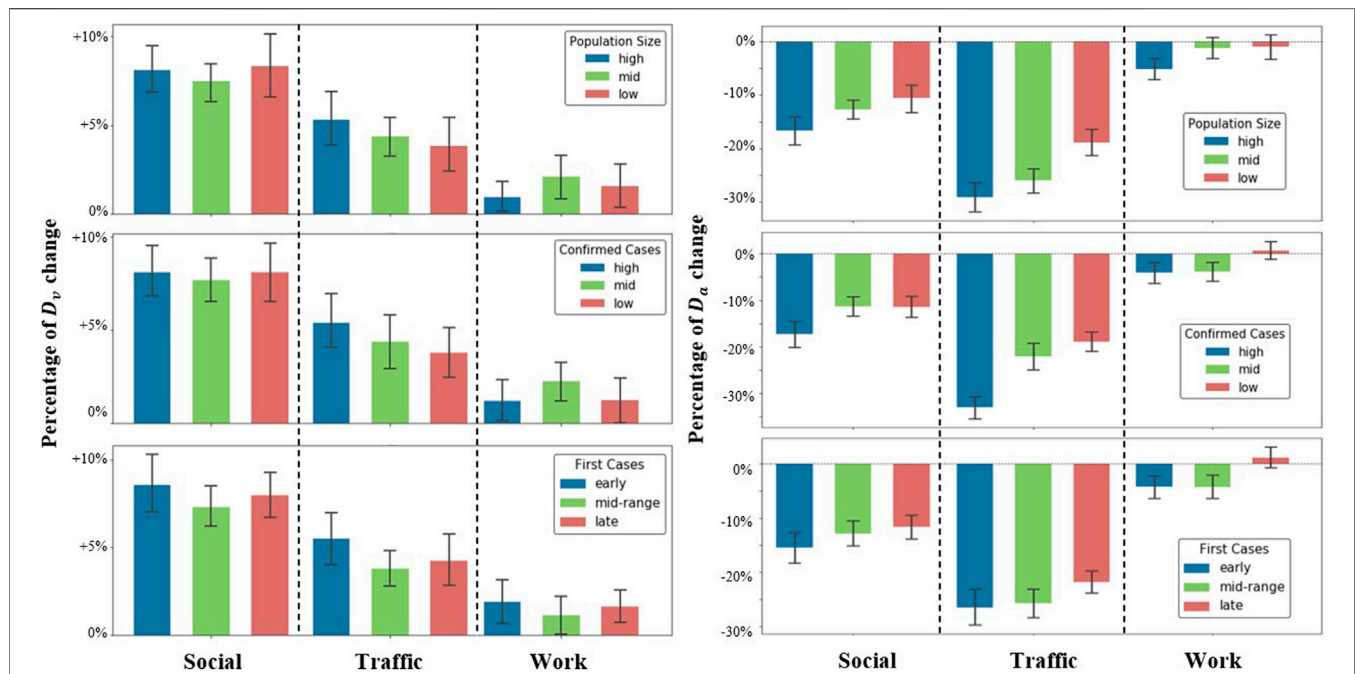 Percentage of Dᵥ change
+10%
+5%
0%
Population Size
high
mid
low
+10%
+5%
0%
Confirmed Cases
high
mid
low
+10%
+5%
0%
First Cases
early
mid-range
late
Social
Traffic
Work
Percentage of Dₐ change
0%
-10%
-20%
-30%
Population Size
high
mid
low
0%
-10%
-20%
-30%
Confirmed Cases
high
mid
low
0%
-10%
-20%
-30%
First Cases
early
mid-range
late
Social
Traffic
Work